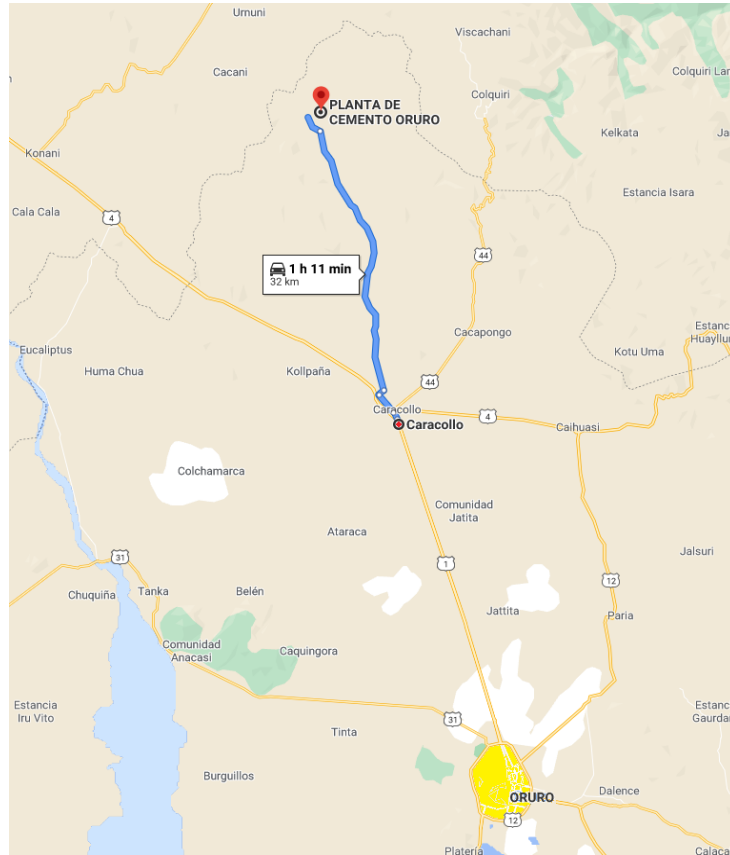 Urnuni
Viscachani
Cacani
Colquiri Lar
Colquiri
PLANTA DE
CEMENTO ORURO
Kelkata
Ja
Konani
Estancia Isara
Cala Cala
4
44
1 h 11 min
32 km
Estanc
Huayllur
Cacapongo
Eucaliptus
Kotu Uma
Huma Chua
Kollpaña
44
Caracollo
4
Caracollo
Caihuasi
Colchamarca
Comunidad
Jatita
Ataraca
Jalsuri
31
1
12
Chuquiña
Tanka
Belén
Jattita
Paria
Comunidad
Anacasi
Caquingora
Estancia
Iru Vito
Estanc
Gaurdar
31
Tinta
Burguillos
ORURO
Dalence
12
Platería
Calaca